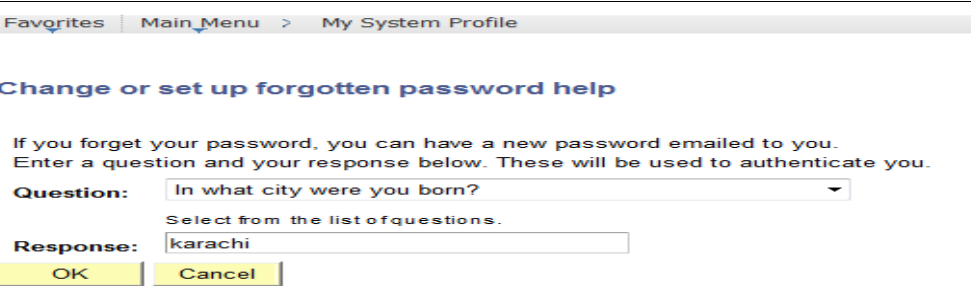 Favorites Main Menu > My System Profile
Change or set up forgotten password help
If you forget your password, you can have a new password emailed to you.
Enter a question and your response below. These will be used to authenticate you.
Question: In what city were you born?
Select from the list of questions.
Response: karachi
OK Cancel